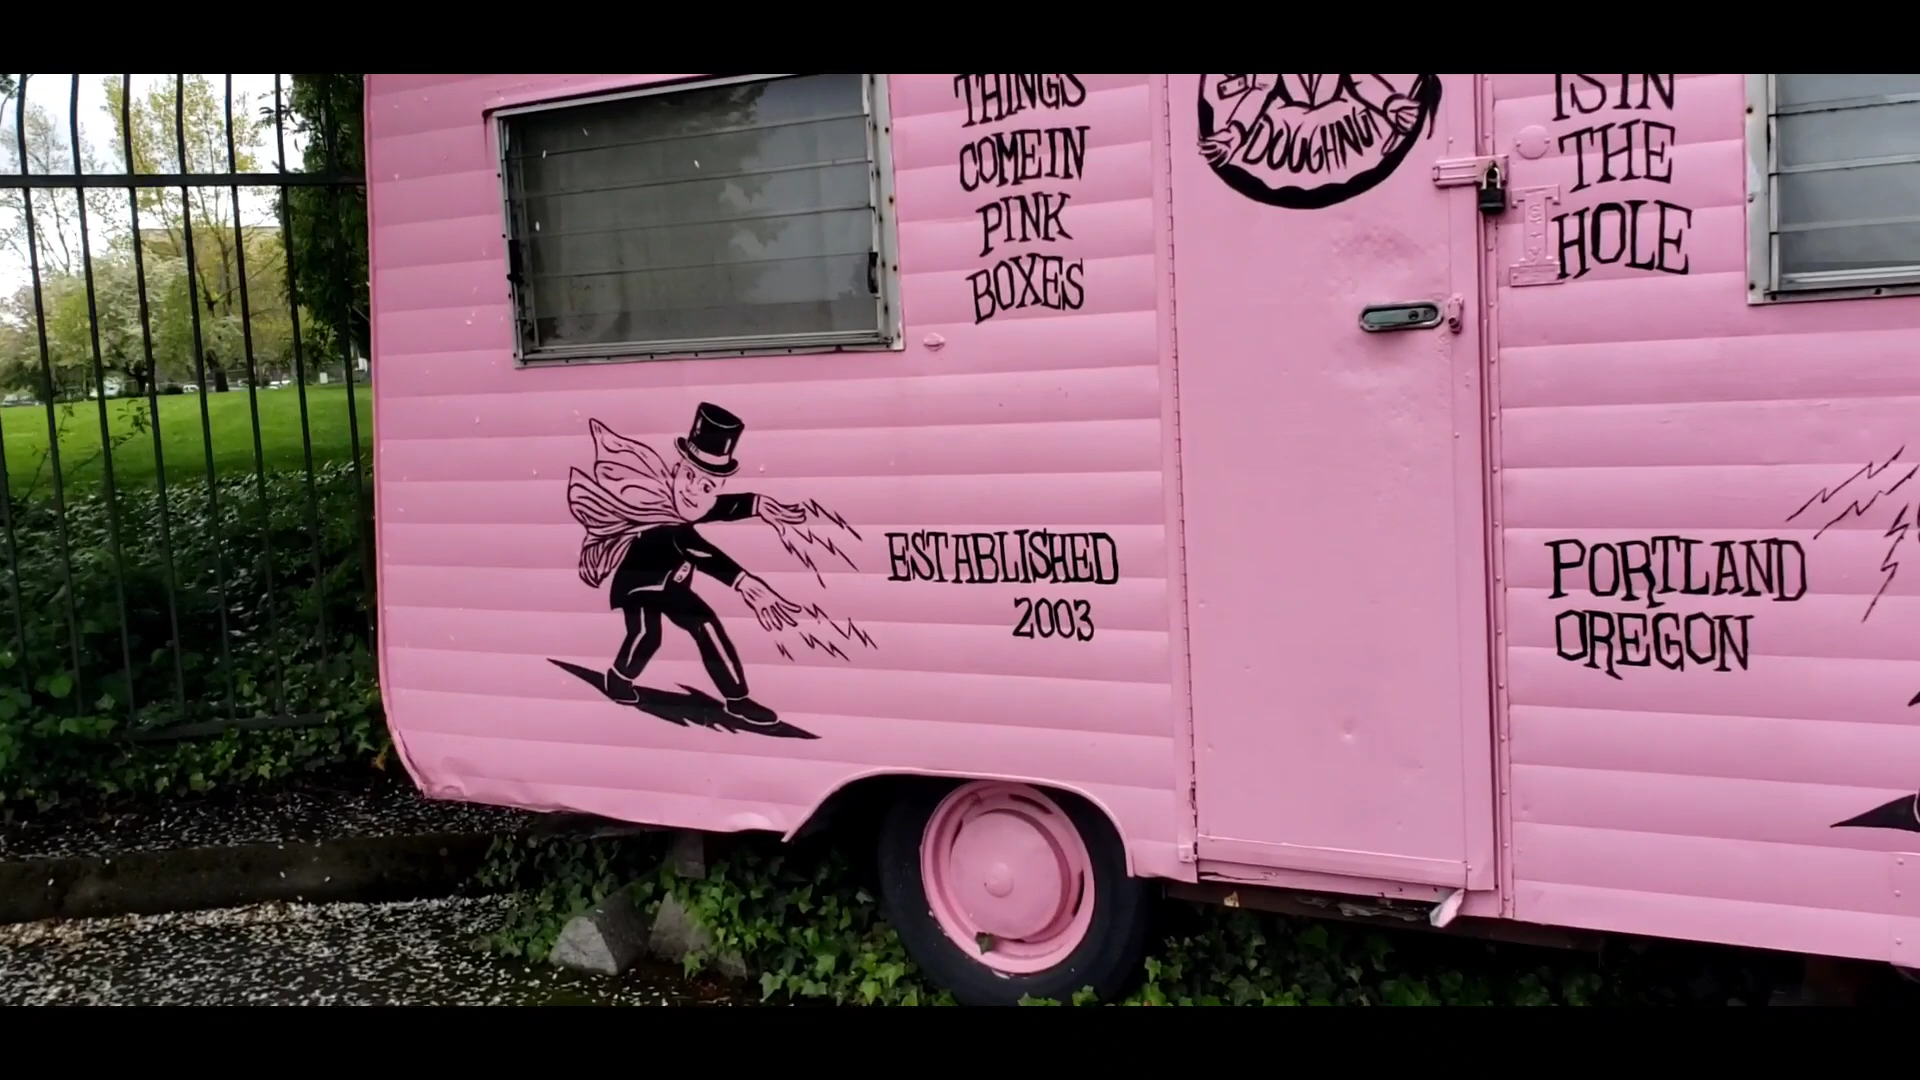 THINGS
COME IN
PINK
BOXES
DOUGHNUT
IS IN
THE
HOLE
ESTABLISHED
2003
PORTLAND
OREGON